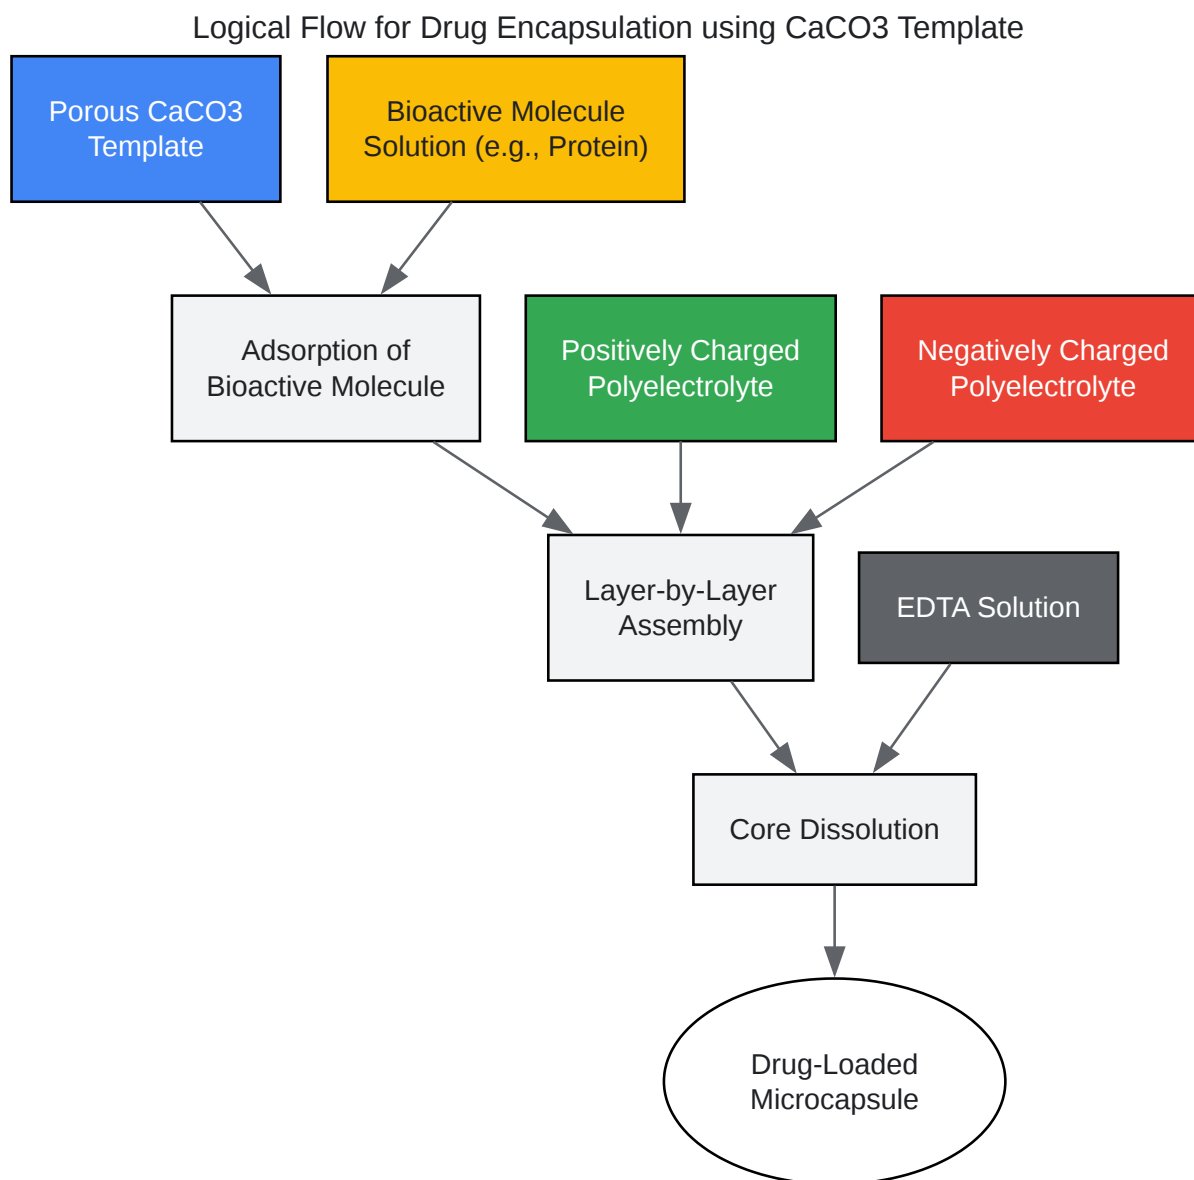 Logical Flow for Drug Encapsulation using CaCO3 Template
Porous CaCO3
Template
Bioactive Molecule
Solution (e.g., Protein)
Adsorption of
Bioactive Molecule
Positively Charged
Polyelectrolyte
Negatively Charged
Polyelectrolyte
Layer-by-Layer
Assembly
EDTA Solution
Core Dissolution
Drug-Loaded
Microcapsule